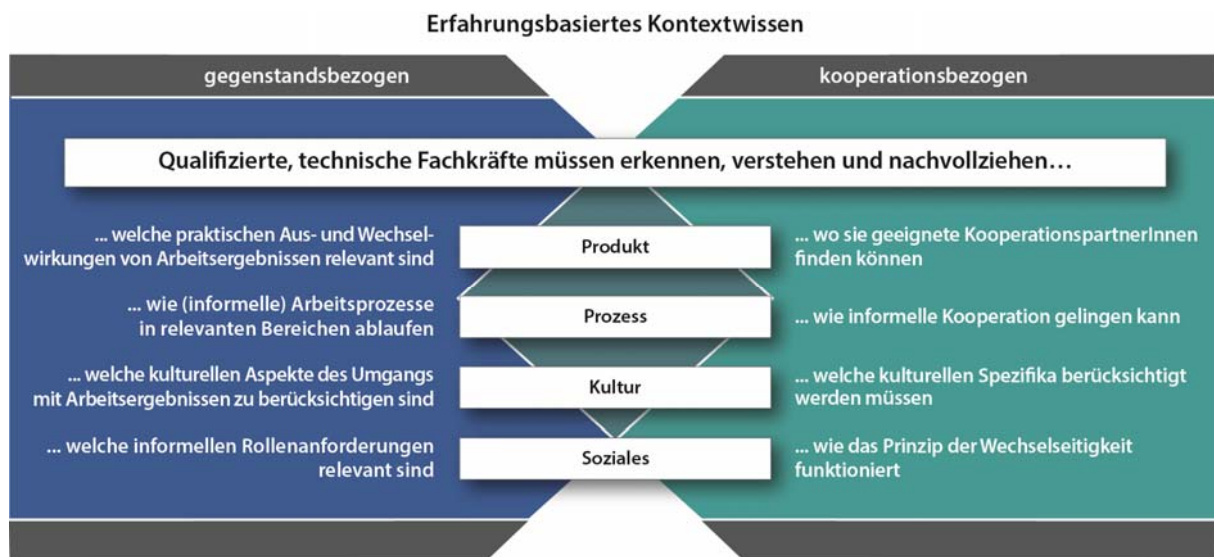 Erfahrungsbasiertes Kontextwissen
gegenstandsbezogen
kooperationsbezogen
Qualifizierte, technische Fachkräfte müssen erkennen, verstehen und nachvollziehen…
... welche praktischen Aus- und Wechsel-
wirkungen von Arbeitsergebnissen relevant sind
Produkt
... wo sie geeignete KooperationspartnerInnen
finden können
... wie (informelle) Arbeitsprozesse
in relevanten Bereichen ablaufen
Prozess
... wie informelle Kooperation gelingen kann
... welche kulturellen Aspekte des Umgangs
mit Arbeitsergebnissen zu berücksichtigen sind
Kultur
... welche kulturellen Spezifika berücksichtigt
werden müssen
... welche informellen Rollenanforderungen
relevant sind
Soziales
... wie das Prinzip der Wechselseitigkeit
funktioniert